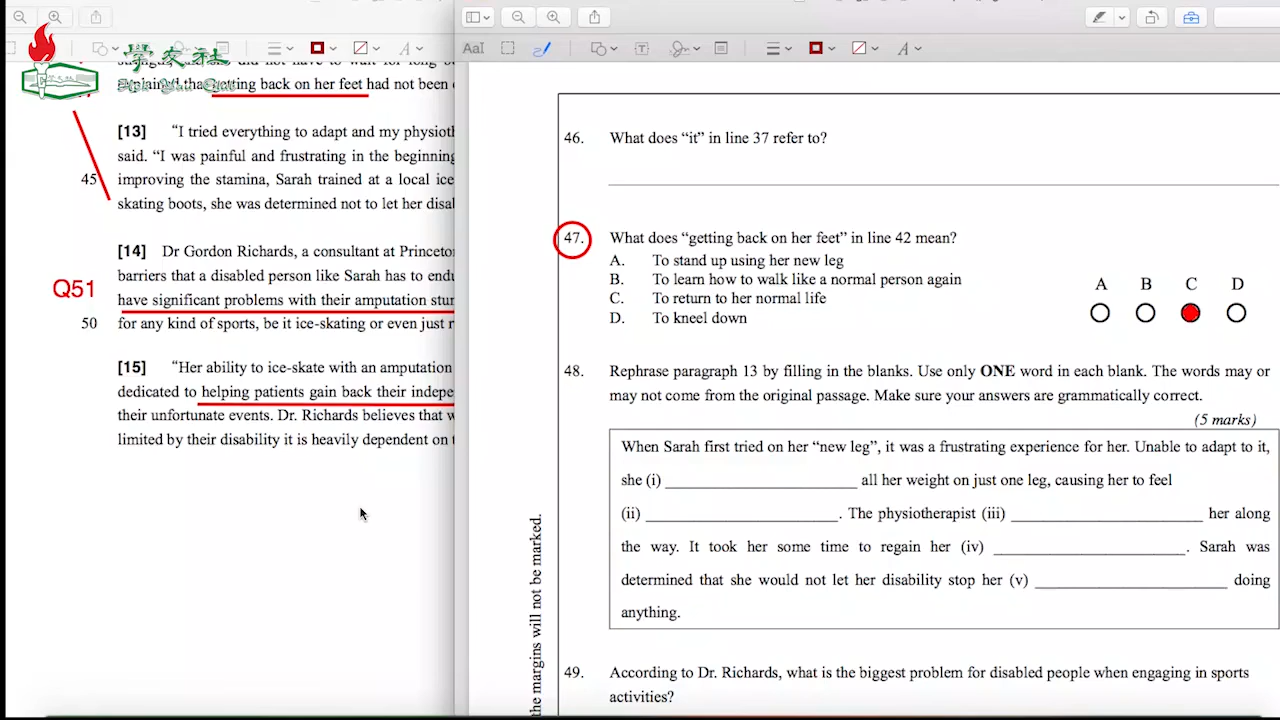 學友社
explained that getting back on her feet had not been
[13] “I tried everything to adapt and my physioth
said. “I was painful and frustrating in the beginning
45 improving the stamina, Sarah trained at a local ice
skating boots, she was determined not to let her disal
[14] Dr Gordon Richards, a consultant at Princeton
barriers that a disabled person like Sarah has to endu
Q51
have significant problems with their amputation stum
50 for any kind of sports, be it ice-skating or even just r
[15] “Her ability to ice-skate with an amputation
dedicated to helping patients gain back their indepe
their unfortunate events. Dr. Richards believes that w
limited by their disability it is heavily dependent on t
AaI
46. What does “it” in line 37 refer to?
47. What does “getting back on her feet” in line 42 mean?
A. To stand up using her new leg
B. To learn how to walk like a normal person again
C. To return to her normal life
D. To kneel down
A B C D
48. Rephrase paragraph 13 by filling in the blanks. Use only ONE word in each blank. The words may or
may not come from the original passage. Make sure your answers are grammatically correct.
(5 marks)
When Sarah first tried on her “new leg”, it was a frustrating experience for her. Unable to adapt to it,
she (i) ____ all her weight on just one leg, causing her to feel
(ii) ____. The physiotherapist (iii) ____ her along
the way. It took her some time to regain her (iv) ____. Sarah was
determined that she would not let her disability stop her (v) ____ doing
anything.
49. According to Dr. Richards, what is the biggest problem for disabled people when engaging in sports
activities?
the margins will not be marked.